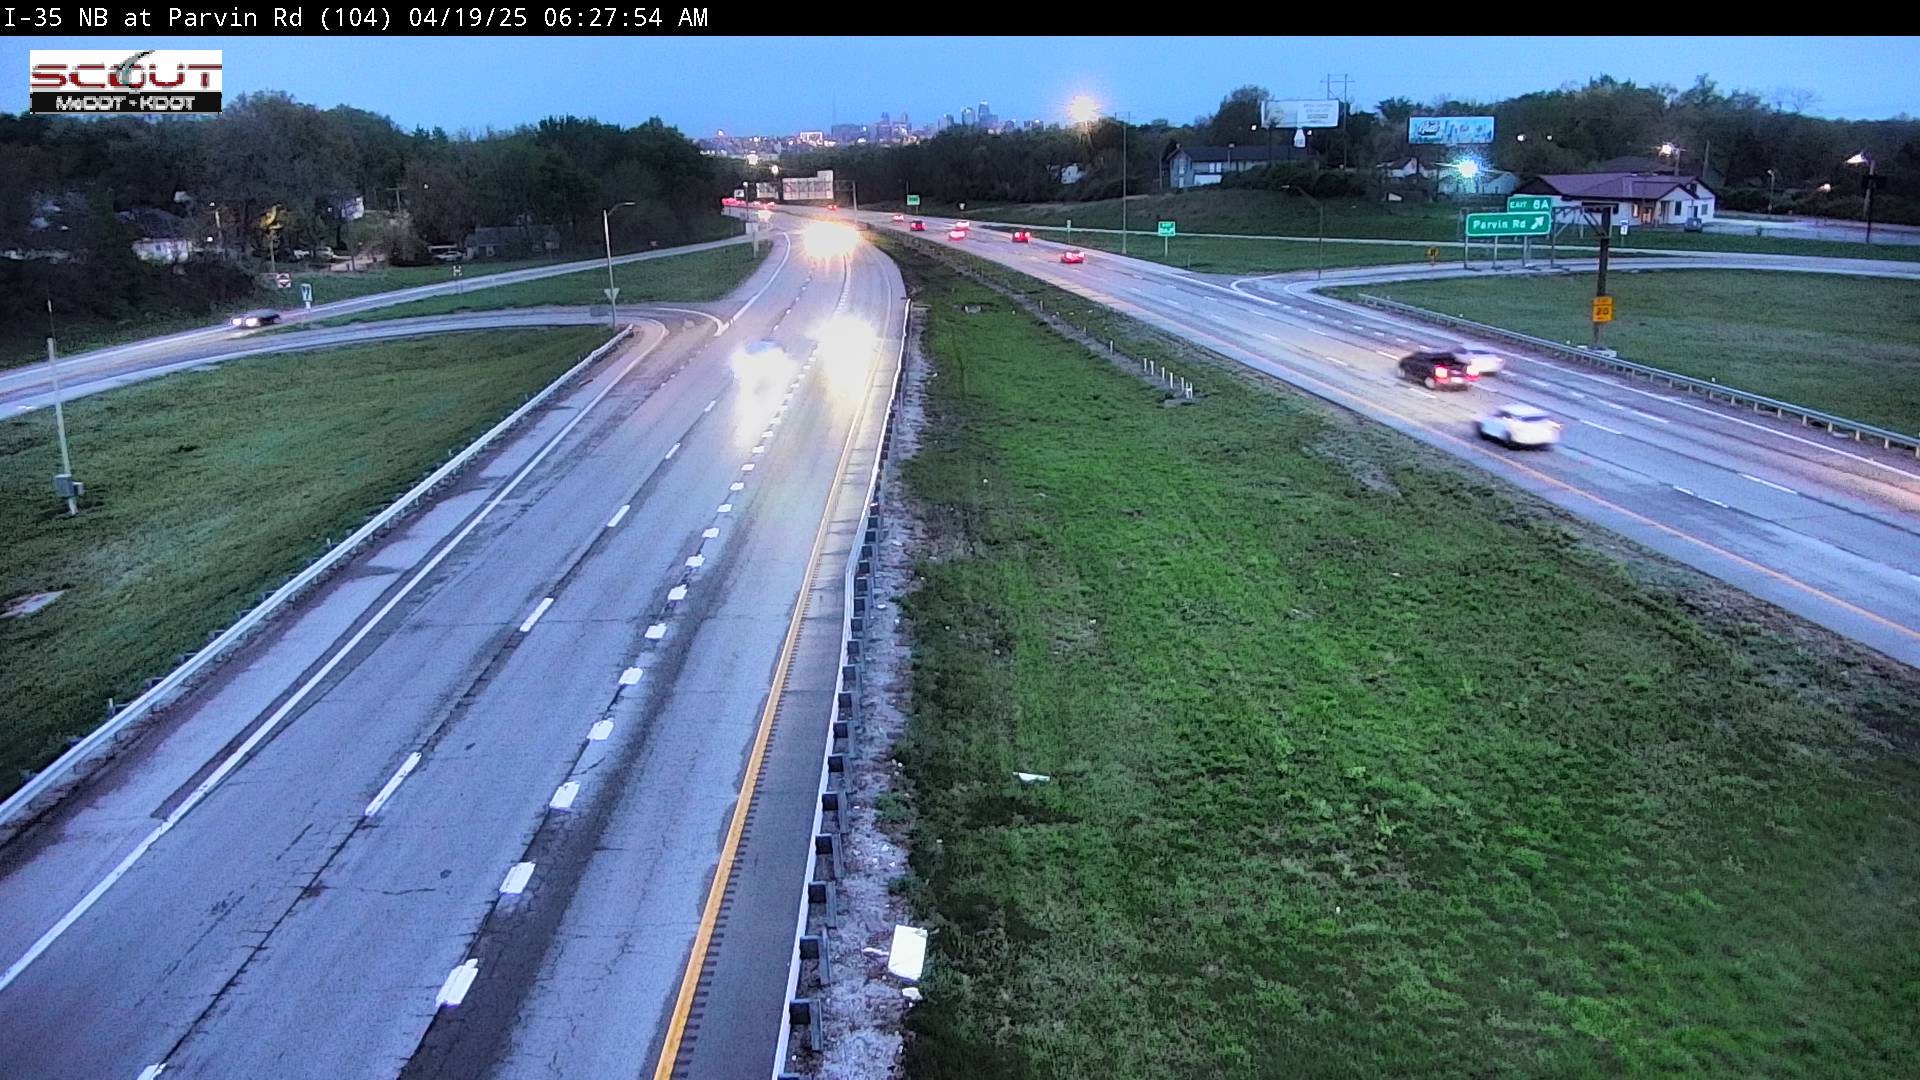 I-35 NB at Parvin Rd (104) 04/19/25 06:27:54 AM
SCOUT
MoDOT - KDOT
EXIT 8A
Parvin Rd